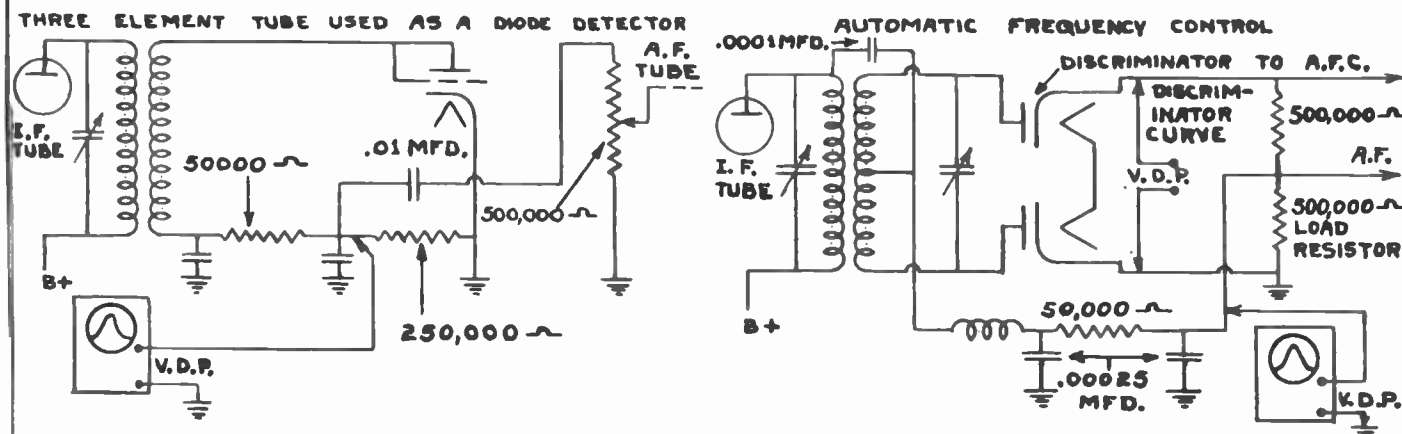 THREE ELEMENT TUBE USED AS A DIODE DETECTOR
A.F.
TUBE
I.F.
TUBE
50000 Ω
.01 MFD.
500,000 Ω
B+
250,000 Ω
V.D.P.
AUTOMATIC FREQUENCY CONTROL
.0001 MFD.
DISCRIMINATOR TO A.F.C.
DISCRIM-
INATOR
CURVE
500,000 Ω
A.F.
I.F.
TUBE
V.D.P.
500,000 Ω
LOAD
RESISTOR
B+
50,000 Ω
.00025
MFD.
V.D.P.